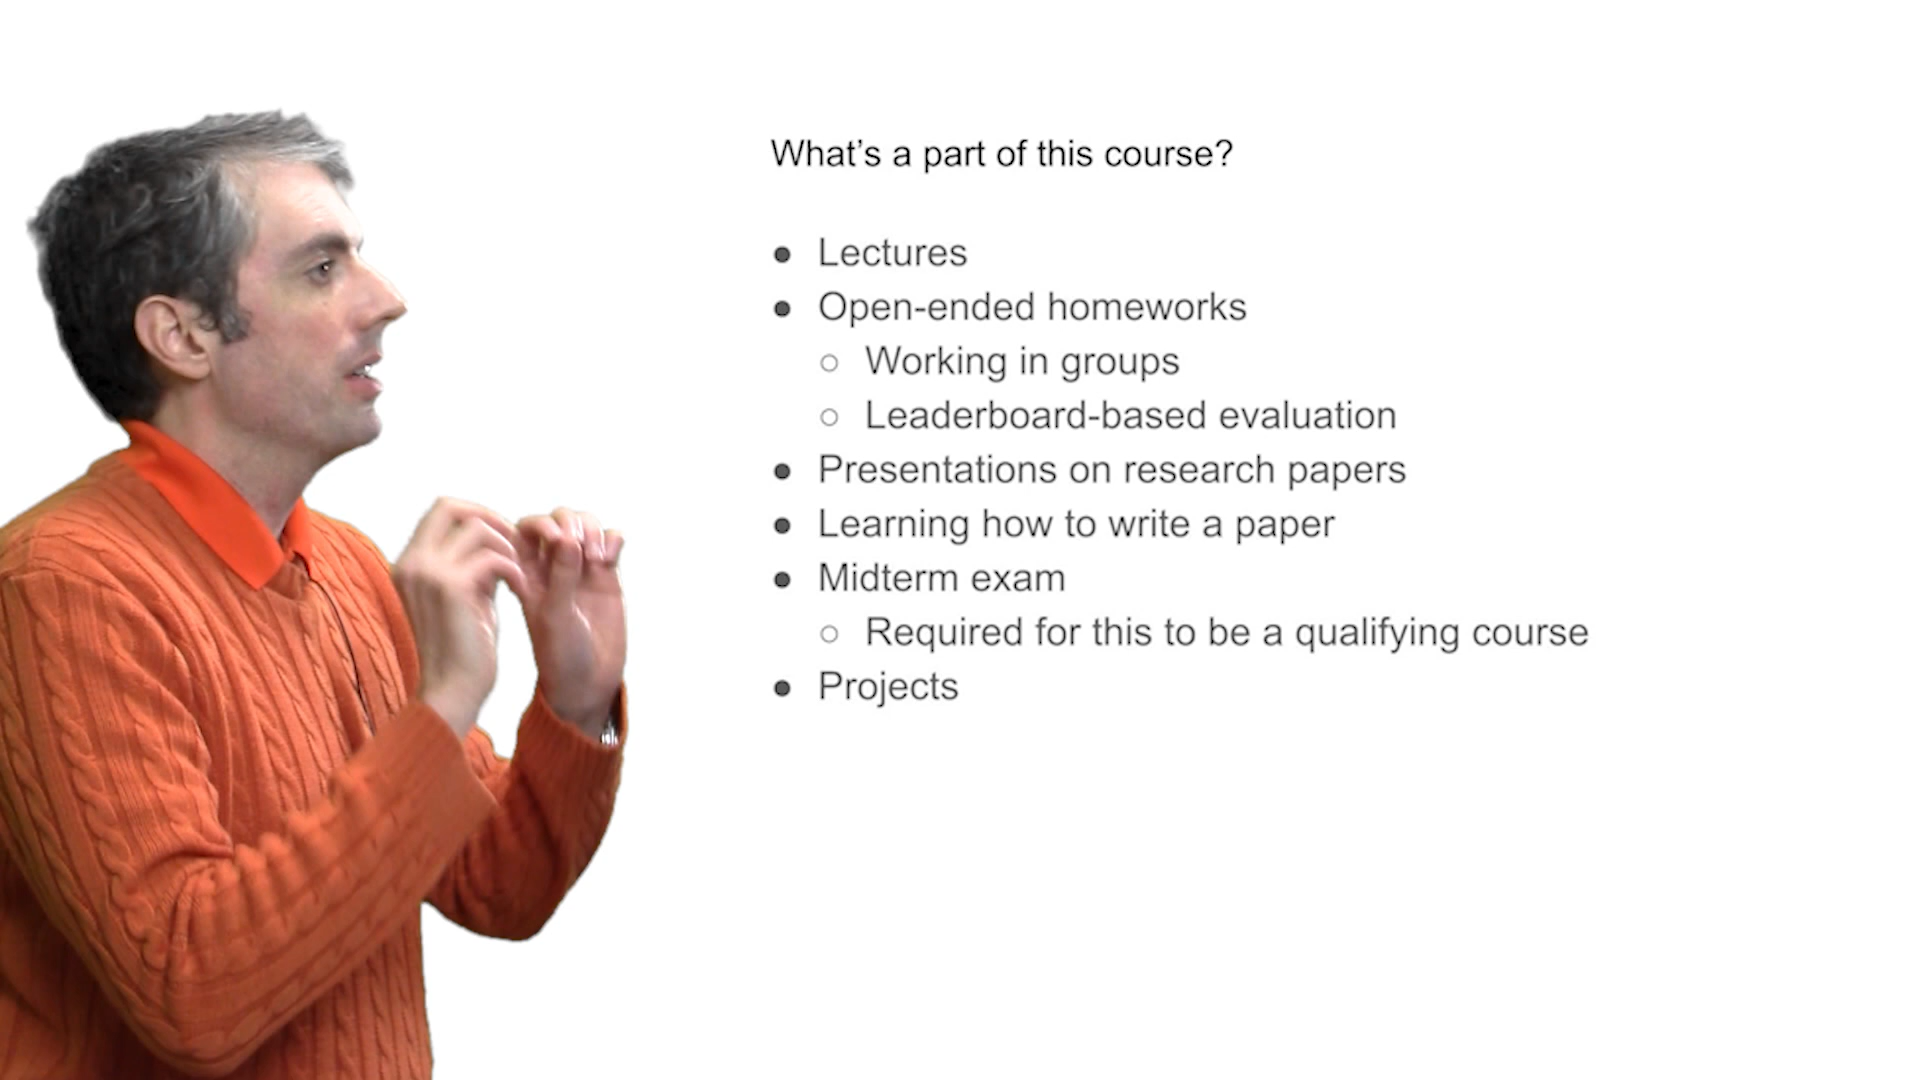 What's a part of this course?
● Lectures
● Open-ended homeworks
○ Working in groups
○ Leaderboard-based evaluation
● Presentations on research papers
● Learning how to write a paper
● Midterm exam
○ Required for this to be a qualifying course
● Projects